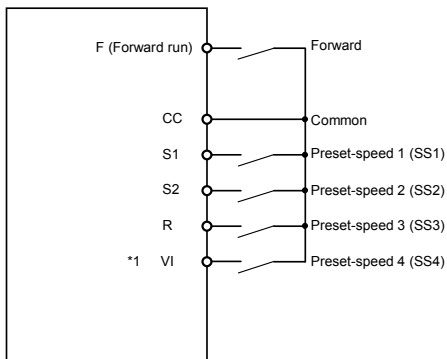 F (Forward run) Forward
CC Common
S1 Preset-speed 1 (SS1)
S2 Preset-speed 2 (SS2)
R Preset-speed 3 (SS3)
*1 VI Preset-speed 4 (SS4)